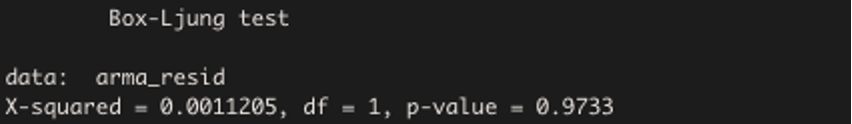 Box-Ljung test
data:  arma_resid
X-squared = 0.0011205, df = 1, p-value = 0.9733